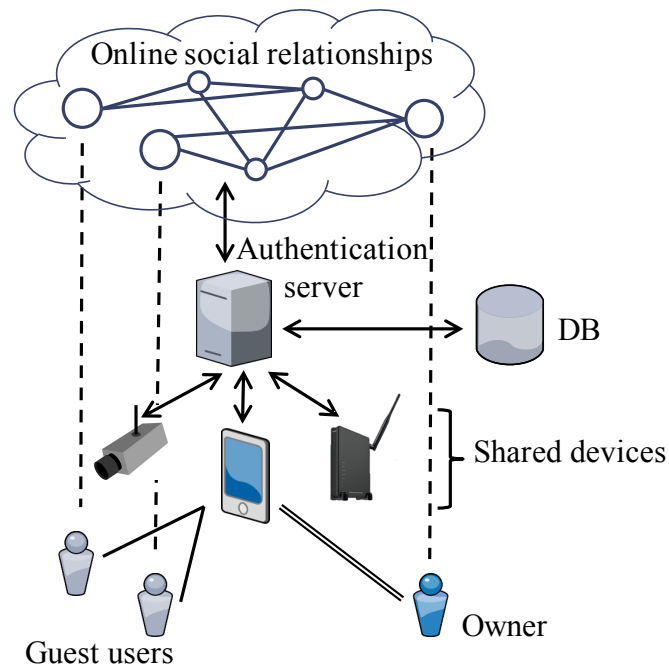 Online social relationships
Authentication
server
DB
Shared devices
Owner
Guest users